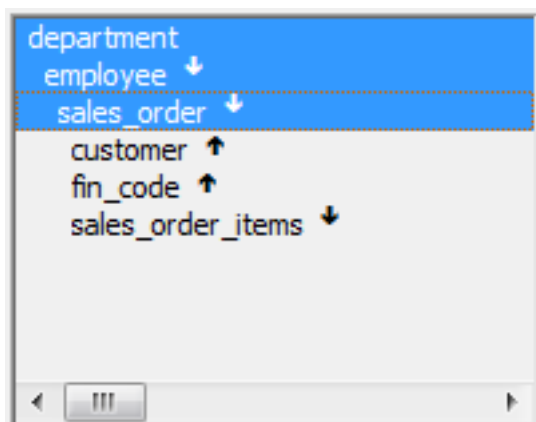 department
employee
sales_order
customer
fin_code
sales_order_items